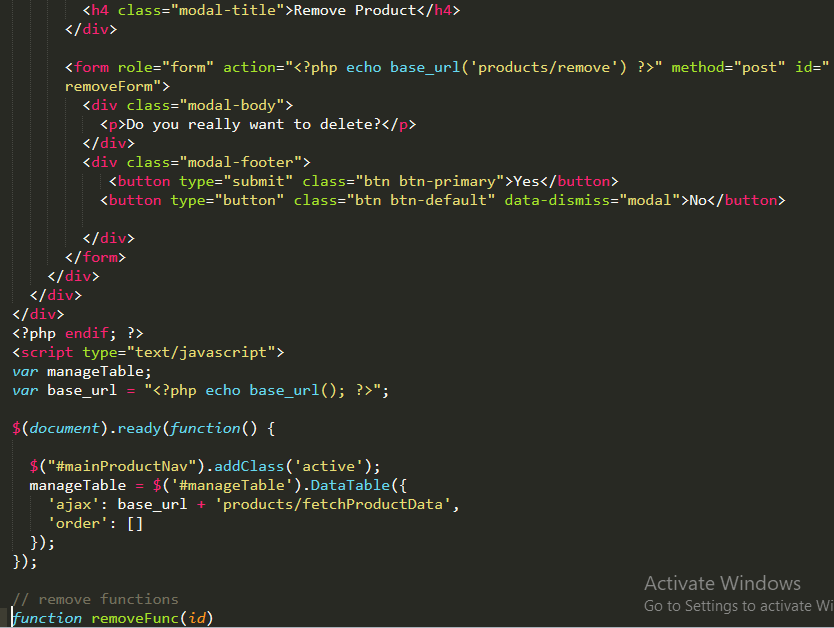 <h4 class="modal-title">Remove Product</h4>
</div>
<form role="form" action="<?php echo base_url('products/remove') ?>" method="post" id="
removeForm">
<div class="modal-body">
<p>Do you really want to delete?</p>
</div>
<div class="modal-footer">
<button type="submit" class="btn btn-primary">Yes</button>
<button type="button" class="btn btn-default" data-dismiss="modal">No</button>
</div>
</form>
</div>
</div>
</div>
<?php endif; ?>
<script type="text/javascript">
var manageTable;
var base_url = "<?php echo base_url(); ?>";
$(document).ready(function() {
$("#mainProductNav").addClass('active');
manageTable = $('#manageTable').DataTable({
'ajax': base_url + 'products/fetchProductData',
'order': []
});
});
// remove functions
function removeFunc(id)
Activate Windows
Go to Settings to activate Wi